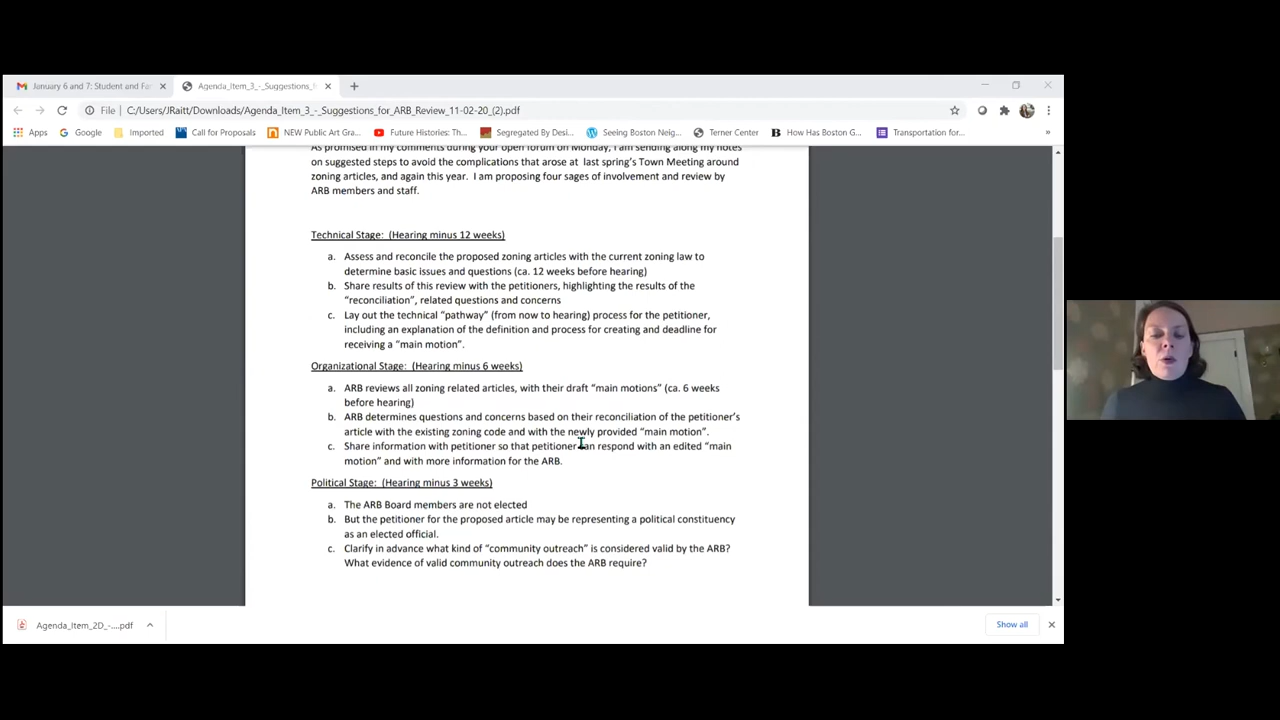 January 6 and 7: Student and Fa
Agenda_Item_3_-_Suggestions_f
File
C:/Users/JRaitt/Downloads/Agenda_Item_3_-_Suggestions_for_ARB_Review_11-02-20_(2).pdf
Apps Google Imported Call for Proposals NEW Public Art Gra... Future Histories: Th... Segregated By Desi... Seeing Boston Neig... Terner Center How Has Boston G... Transportation for...
As promised in my comments during your open forum on Monday, I am sending along my notes
on suggested steps to avoid the complications that arose at last spring's Town Meeting around
zoning articles, and again this year. I am proposing four sages of involvement and review by
ARB members and staff.
Technical Stage: (Hearing minus 12 weeks)
a. Assess and reconcile the proposed zoning articles with the current zoning law to
determine basic issues and questions (ca. 12 weeks before hearing)
b. Share results of this review with the petitioners, highlighting the results of the
"reconciliation", related questions and concerns
c. Lay out the technical "pathway" (from now to hearing) process for the petitioner,
including an explanation of the definition and process for creating and deadline for
receiving a "main motion".
Organizational Stage: (Hearing minus 6 weeks)
a. ARB reviews all zoning related articles, with their draft "main motions" (ca. 6 weeks
before hearing)
b. ARB determines questions and concerns based on their reconciliation of the petitioner's
article with the existing zoning code and with the newly provided "main motion".
c. Share information with petitioner so that petitioner can respond with an edited "main
motion" and with more information for the ARB.
Political Stage: (Hearing minus 3 weeks)
a. The ARB Board members are not elected
b. But the petitioner for the proposed article may be representing a political constituency
as an elected official.
c. Clarify in advance what kind of "community outreach" is considered valid by the ARB?
What evidence of valid community outreach does the ARB require?
Agenda_Item_2D_-....pdf
Show all